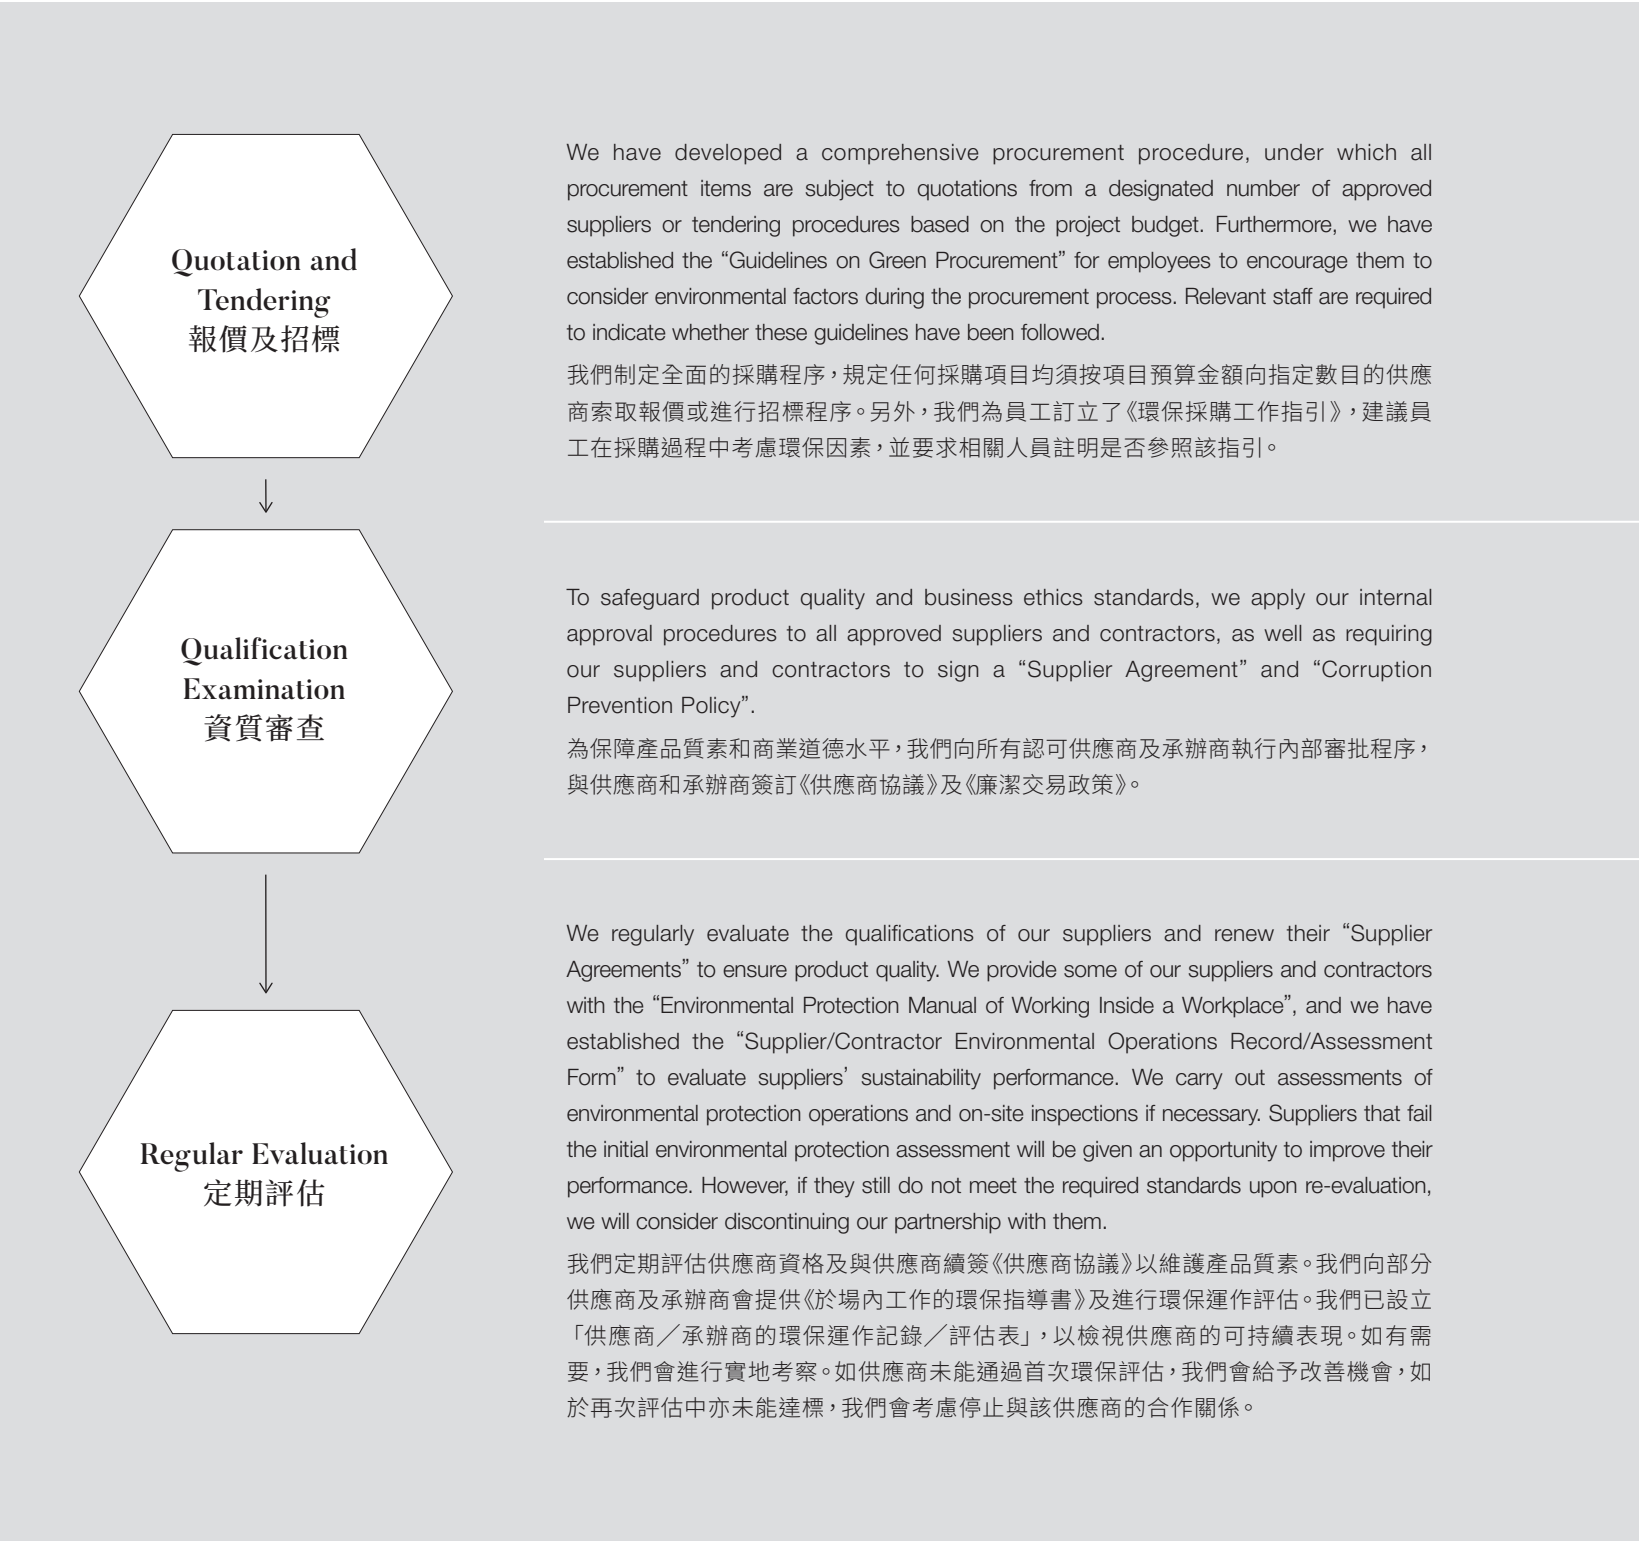 Quotation and
Tendering
報價及招標
We have developed a comprehensive procurement procedure, under which all
procurement items are subject to quotations from a designated number of approved
suppliers or tendering procedures based on the project budget. Furthermore, we have
established the “Guidelines on Green Procurement” for employees to encourage them to
consider environmental factors during the procurement process. Relevant staff are required
to indicate whether these guidelines have been followed.
我們制定全面的採購程序，規定任何採購項目均須按項目預算金額向指定數目的供應
商索取報價或進行招標程序。另外，我們為員工訂立了《環保採購工作指引》，建議員
工在採購過程中考慮環保因素，並要求相關人員註明是否參照該指引。
Qualification
Examination
資質審查
To safeguard product quality and business ethics standards, we apply our internal
approval procedures to all approved suppliers and contractors, as well as requiring
our suppliers and contractors to sign a “Supplier Agreement” and “Corruption
Prevention Policy”.
為保障產品質素和商業道德水平，我們向所有認可供應商及承辦商執行內部審批程序，
與供應商和承辦商簽訂《供應商協議》及《廉潔交易政策》。
Regular Evaluation
定期評估
We regularly evaluate the qualifications of our suppliers and renew their “Supplier
Agreements” to ensure product quality. We provide some of our suppliers and contractors
with the “Environmental Protection Manual of Working Inside a Workplace”, and we have
established the “Supplier/Contractor Environmental Operations Record/Assessment
Form” to evaluate suppliers’ sustainability performance. We carry out assessments of
environmental protection operations and on-site inspections if necessary. Suppliers that fail
the initial environmental protection assessment will be given an opportunity to improve their
performance. However, if they still do not meet the required standards upon re-evaluation,
we will consider discontinuing our partnership with them.
我們定期評估供應商資格及與供應商續簽《供應商協議》以維護產品質素。我們向部分
供應商及承辦商會提供《於場內工作的環保指導書》及進行環保運作評估。我們已設立
「供應商／承辦商的環保運作記錄／評估表」，以檢視供應商的可持續表現。如有需
要，我們會進行實地考察。如供應商未能通過首次環保評估，我們會給予改善機會，如
於再次評估中亦未能達標，我們會考慮停止與該供應商的合作關係。